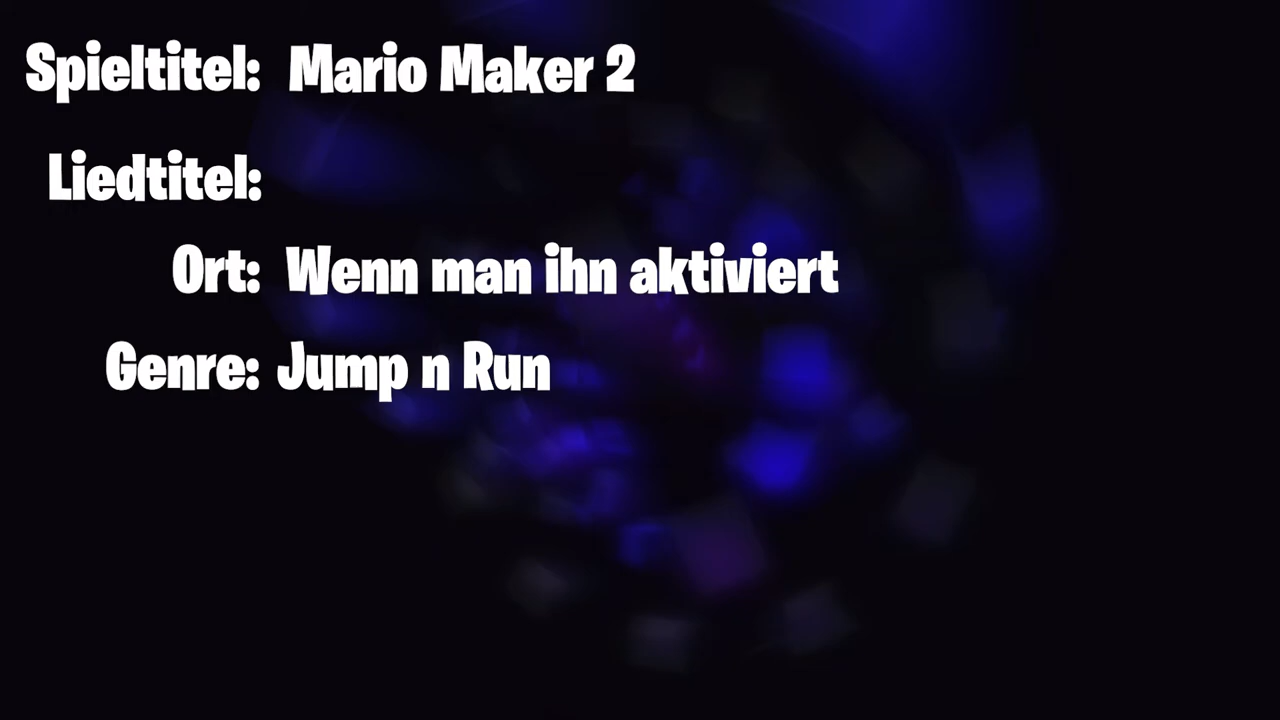 Spieltitel: Mario Maker 2
Liedtitel:
Ort: Wenn man ihn aktiviert
Genre: Jump n Run